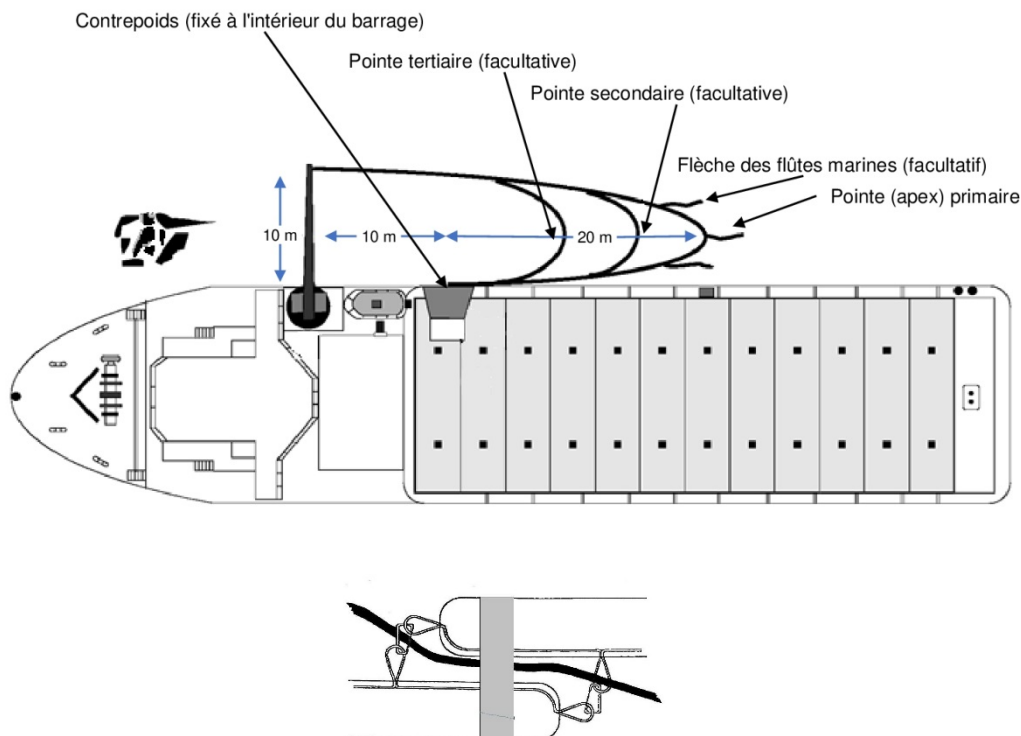 Contrepoids (fixé à l'intérieur du barrage)
Pointe tertiaire (facultative)
Pointe secondaire (facultative)
Flèche des flûtes marines (facultatif)
Pointe (apex) primaire
10 m
10 m
20 m